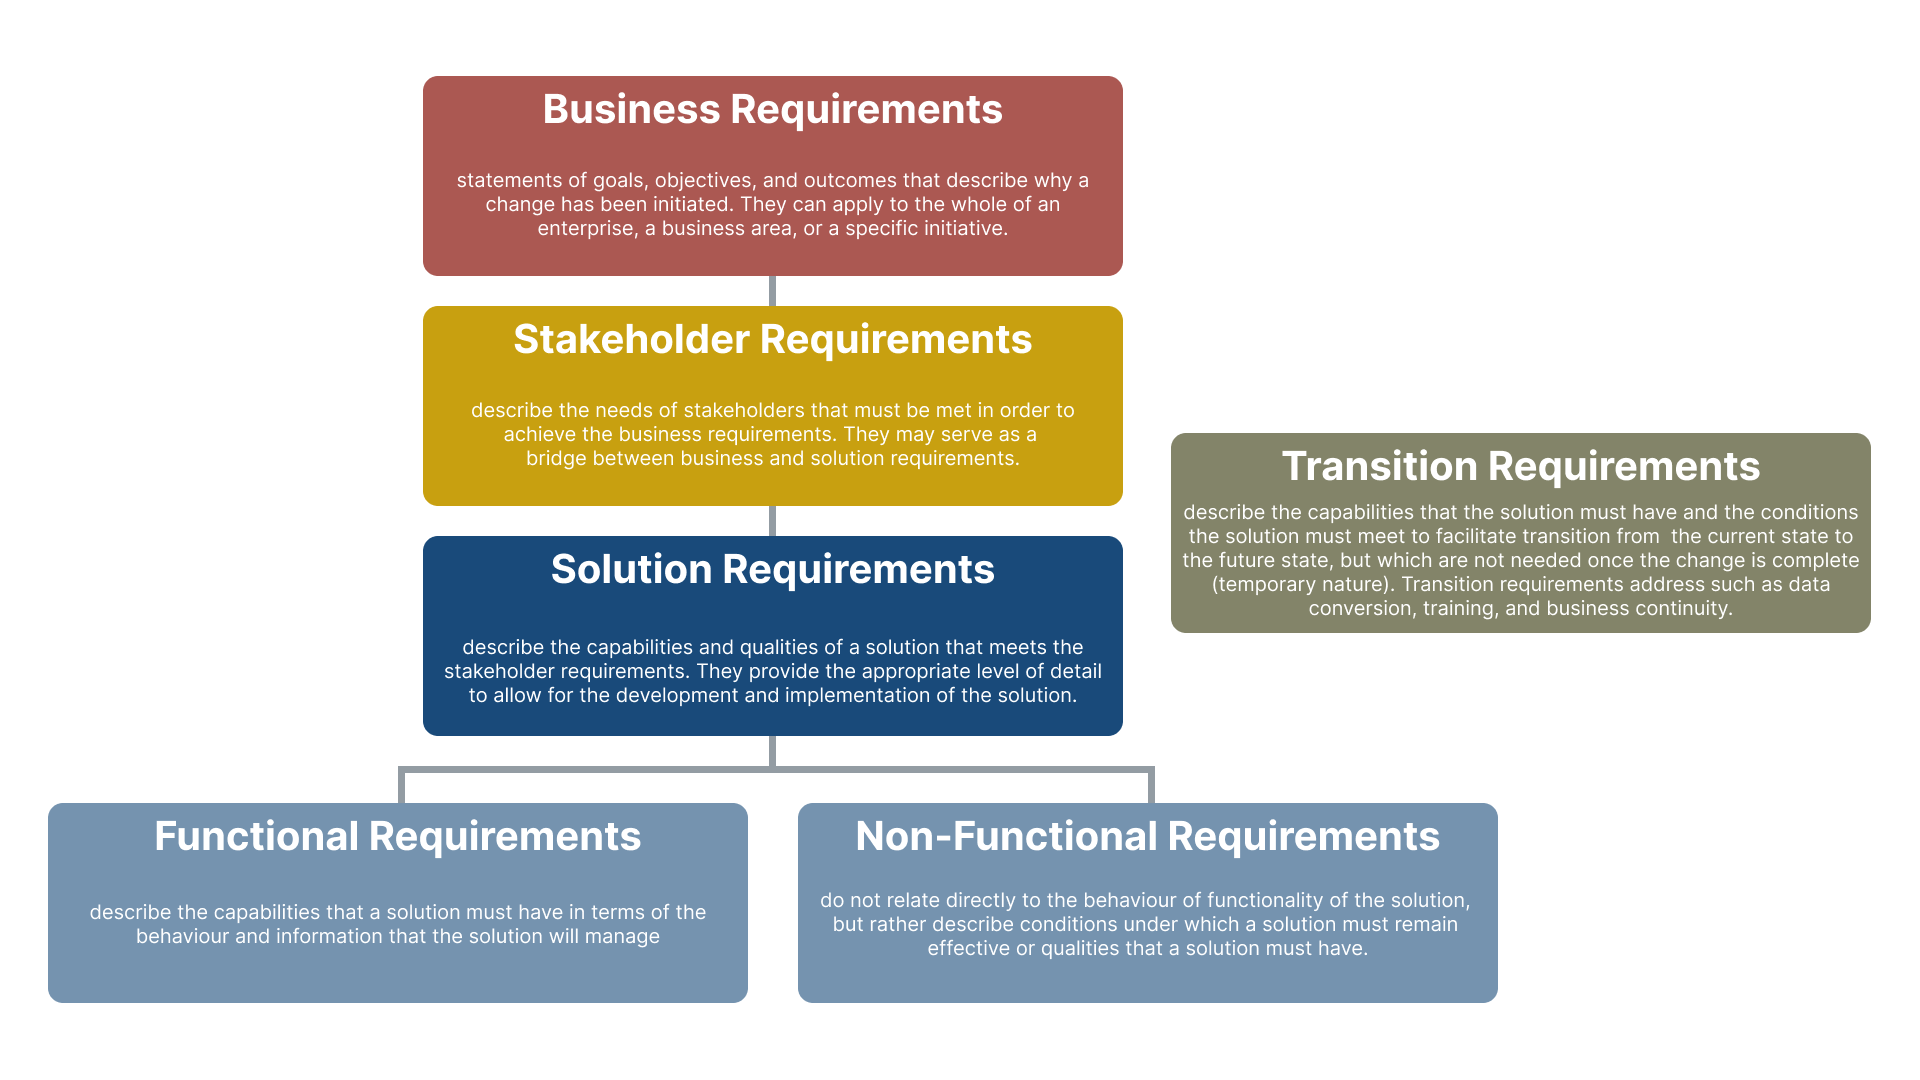 Business Requirements
statements of goals, objectives, and outcomes that describe why a
change has been initiated. They can apply to the whole of an
enterprise, a business area, or a specific initiative.
Stakeholder Requirements
describe the needs of stakeholders that must be met in order to
achieve the business requirements. They may serve as a
bridge between business and solution requirements.
Solution Requirements
describe the capabilities and qualities of a solution that meets the
stakeholder requirements. They provide the appropriate level of detail
to allow for the development and implementation of the solution.
Transition Requirements
describe the capabilities that the solution must have and the conditions
the solution must meet to facilitate transition from  the current state to
the future state, but which are not needed once the change is complete
(temporary nature). Transition requirements address such as data
conversion, training, and business continuity.
Functional Requirements
describe the capabilities that a solution must have in terms of the
behaviour and information that the solution will manage
Non-Functional Requirements
do not relate directly to the behaviour of functionality of the solution,
but rather describe conditions under which a solution must remain
effective or qualities that a solution must have.